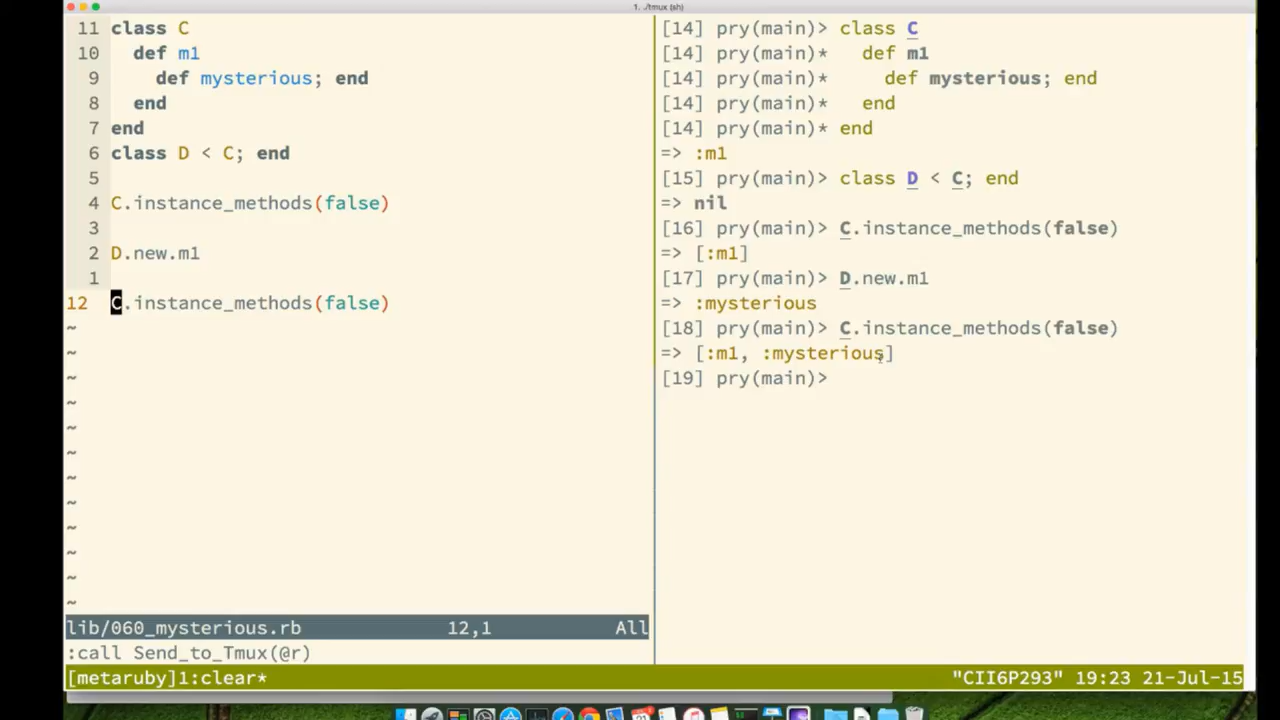 1. ./tmux (sh)
11 class C
10   def m1
9     def mysterious; end
8   end
7 end
6 class D < C; end
5
4 C.instance_methods(false)
3
2 D.new.m1
1
12 C.instance_methods(false)
~
~
~
~
~
~
~
~
~
~
~
~
lib/060_mysterious.rb 12,1 All
:call Send_to_Tmux(@r)
[14] pry(main)> class C
[14] pry(main)*   def m1
[14] pry(main)*     def mysterious; end
[14] pry(main)*   end
[14] pry(main)* end
=> :m1
[15] pry(main)> class D < C; end
=> nil
[16] pry(main)> C.instance_methods(false)
=> [:m1]
[17] pry(main)> D.new.m1
=> :mysterious
[18] pry(main)> C.instance_methods(false)
=> [:m1, :mysterious]
[19] pry(main)>
[metaruby]1:clear* "CII6P293" 19:23 21-Jul-15